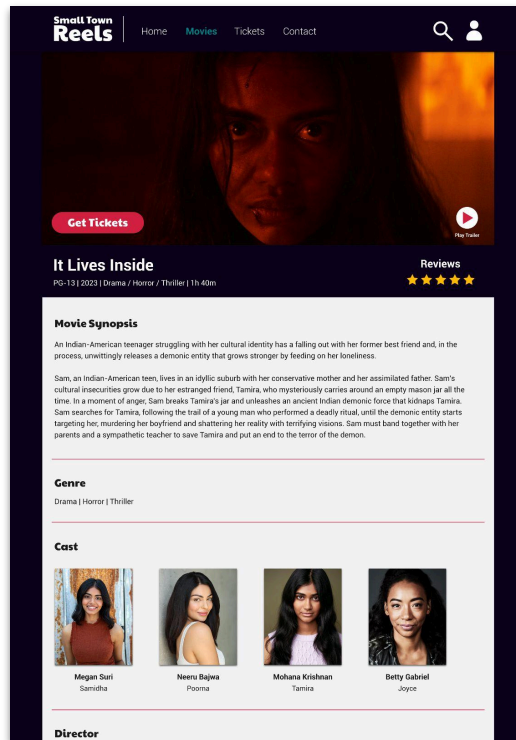 Small Town
Reels
Home Movies Tickets Contact
Get Tickets
Play Trailer
It Lives Inside
PG-13 | 2023 | Drama / Horror / Thriller | 1h 40m
Reviews
Movie Synopsis
An Indian-American teenager struggling with her cultural identity has a falling out with her former best friend and, in the
process, unwittingly releases a demonic entity that grows stronger by feeding on her loneliness.
Sam, an Indian-American teen, lives in an idyllic suburb with her conservative mother and her assimilated father. Sam's
cultural insecurities grow due to her estranged friend, Tamira, who mysteriously carries around an empty mason jar all the
time. In a moment of anger, Sam breaks Tamira's jar and unleashes an ancient Indian demonic force that kidnaps Tamira.
Sam searches for Tamira, following the trail of a young man who performed a deadly ritual, until the demonic entity starts
targeting her, murdering her boyfriend and shattering her reality with terrifying visions. Sam must band together with her
parents and a sympathetic teacher to save Tamira and put an end to the terror of the demon.
Genre
Drama | Horror | Thriller
Cast
Megan Suri
Samidha
Neeru Bajwa
Poorna
Mohana Krishnan
Tamira
Betty Gabriel
Joyce
Director